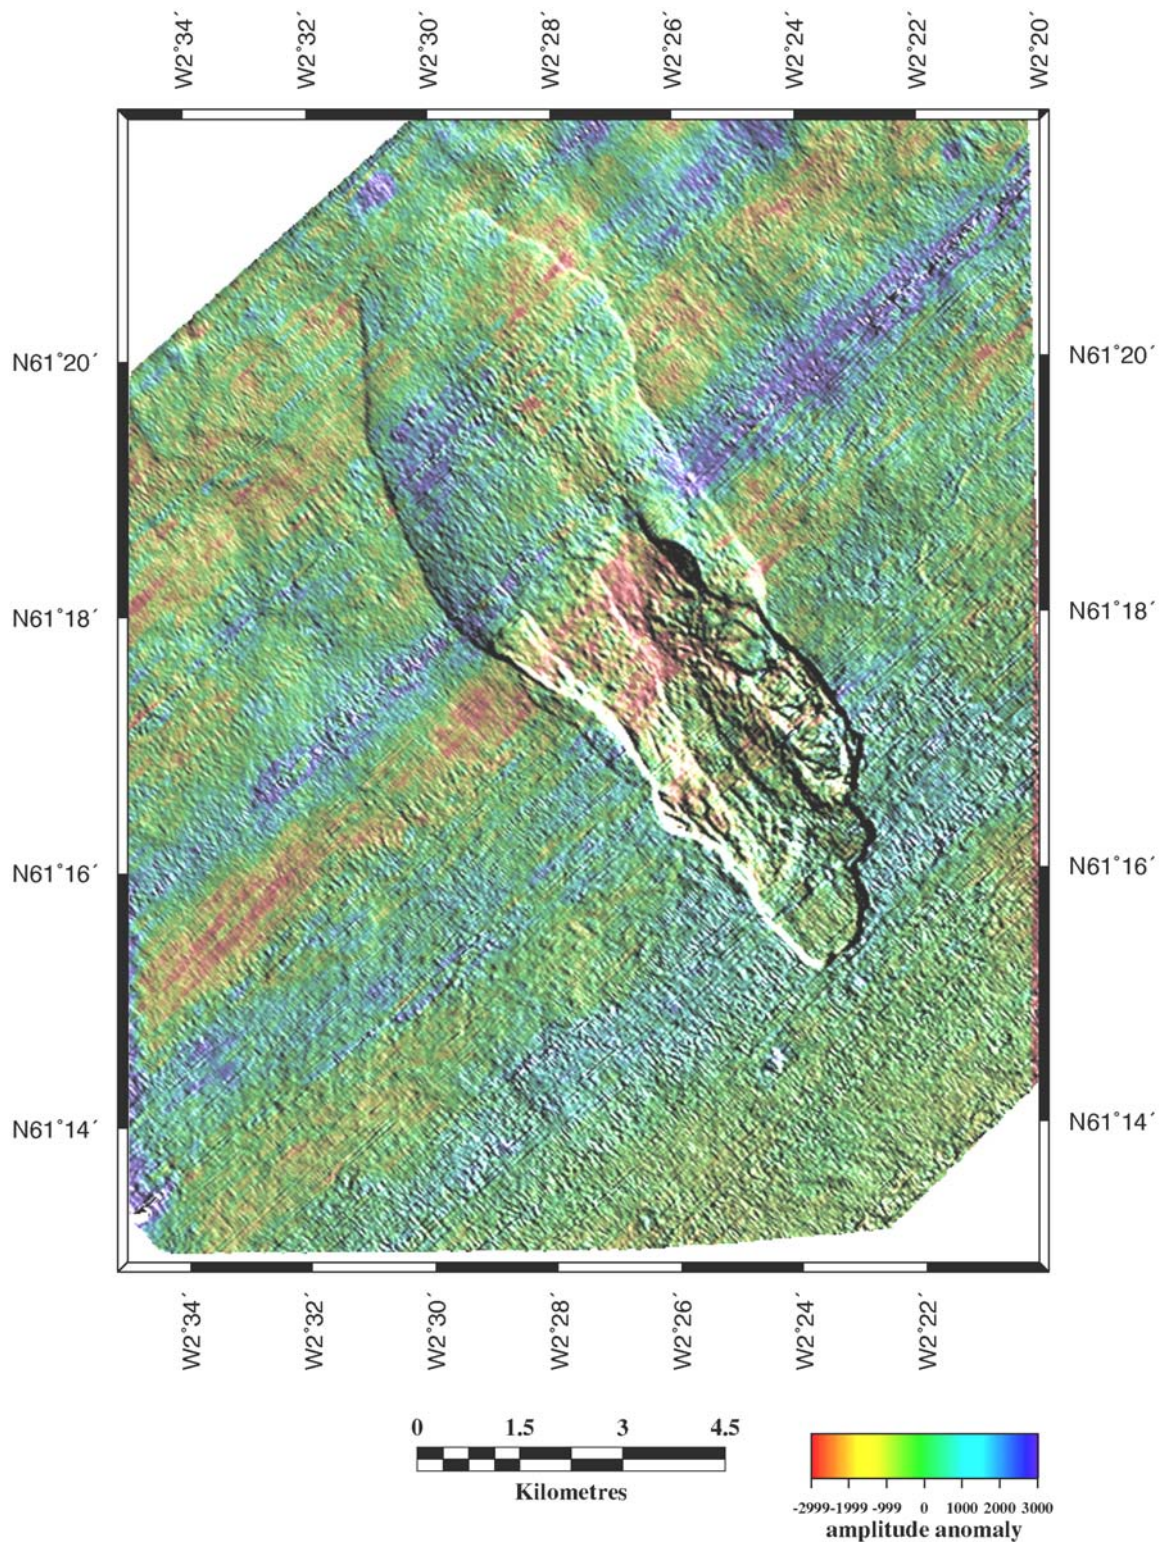 W2°34´ W2°32´ W2°30´ W2°28´ W2°26´ W2°24´ W2°22´ W2°20´
N61°20´ N61°20´
N61°18´ N61°18´
N61°16´ N61°16´
N61°14´ N61°14´
W2°34´ W2°32´ W2°30´ W2°28´ W2°26´ W2°24´ W2°22´
0 1.5 3 4.5
Kilometres
-2999 -1999 -999 0 1000 2000 3000
amplitude anomaly